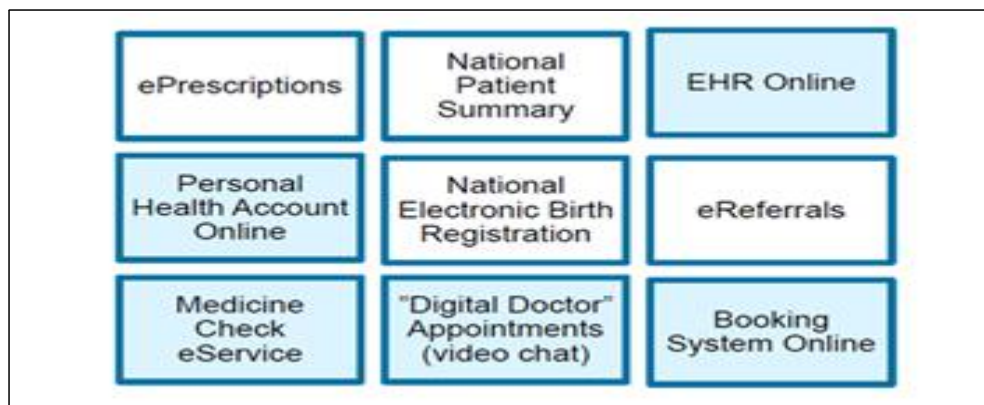 ePrescriptions
National
Patient
Summary
EHR Online
Personal
Health Account
Online
National
Electronic Birth
Registration
eReferrals
Medicine
Check
eService
"Digital Doctor"
Appointments
(video chat)
Booking
System Online